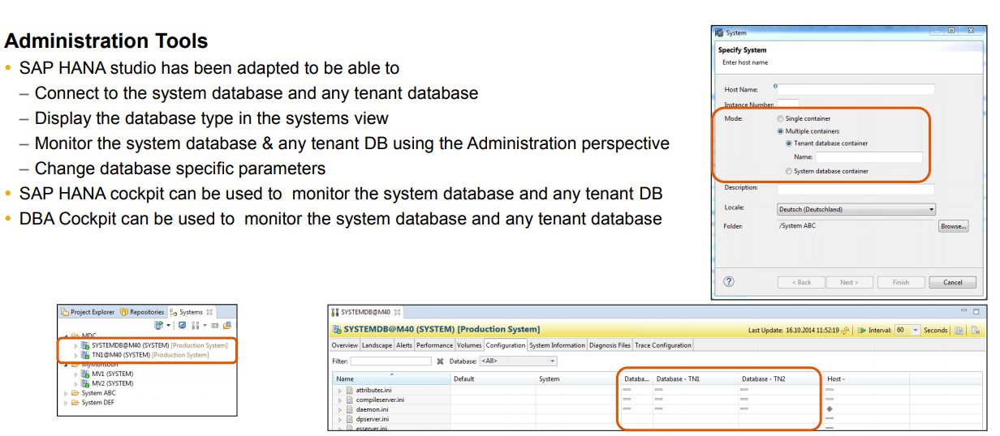 Administration Tools
• SAP HANA studio has been adapted to be able to
– Connect to the system database and any tenant database
– Display the database type in the systems view
– Monitor the system database & any tenant DB using the Administration perspective
– Change database specific parameters
• SAP HANA cockpit can be used to monitor the system database and any tenant DB
• DBA Cockpit can be used to monitor the system database and any tenant database
System
Specify System
Enter host name
Host Name:
Instance Number:
Mode:
Single container
Multiple containers
Tenant database container
Name:
System database container
Description:
Locale: Deutsch (Deutschland)
Folder: /System ABC Browse...
< Back Next > Finish Cancel
Project Explorer Repositories Systems
MDC
SYSTEMDB@M40 (SYSTEM) [Production System]
TN1@M40 (SYSTEM) [Production System]
MyMonsoon
MV1 (SYSTEM)
MV2 (SYSTEM)
System ABC
System DEF
SYSTEMDB@M40
SYSTEMDB@M40 (SYSTEM) [Production System] Last Update: 16.10.2014 11:52:19 Interval: 60 Seconds
Overview Landscape Alerts Performance Volumes Configuration System Information Diagnosis Files Trace Configuration
Filter: Database: <All>
Name Default System Databa... Database - TN1 Database - TN2 Host -
attributes.ini
compileserver.ini
daemon.ini
dpserver.ini
esserver.ini